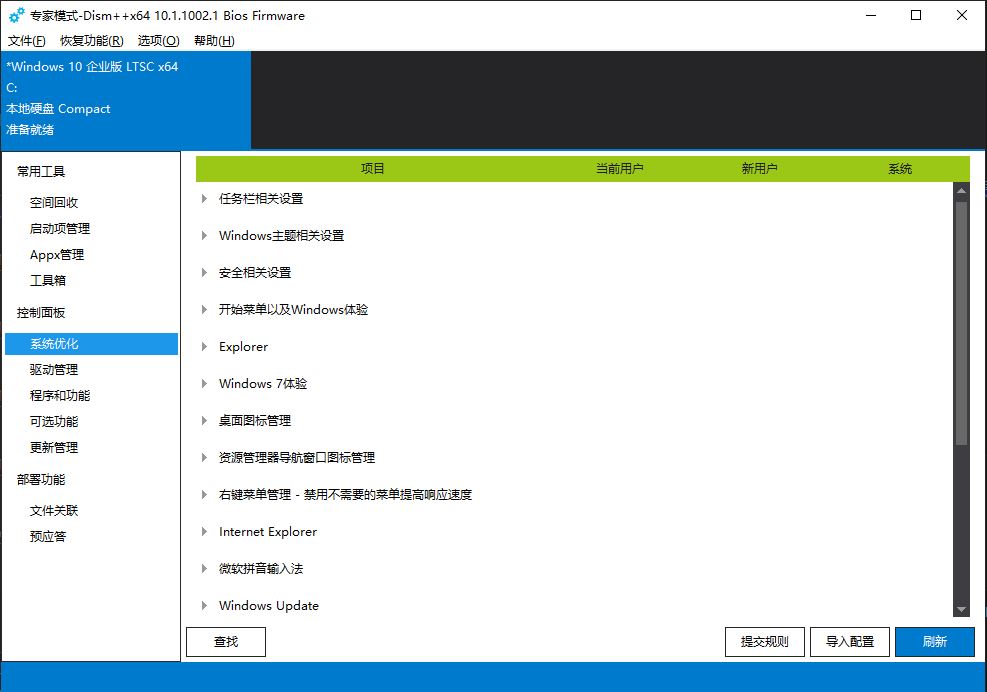 专家模式-Dism++x64 10.1.1002.1 Bios Firmware
文件(F) 恢复功能(R) 选项(O) 帮助(H)
*Windows 10 企业版 LTSC x64
C:
本地硬盘 Compact
准备就绪
常用工具
空间回收
启动项管理
Appx管理
工具箱
控制面板
系统优化
驱动管理
程序和功能
可选功能
更新管理
部署功能
文件关联
预应答
项目 当前用户 新用户 系统
任务栏相关设置
Windows主题相关设置
安全相关设置
开始菜单以及Windows体验
Explorer
Windows 7体验
桌面图标管理
资源管理器导航窗口图标管理
右键菜单管理 - 禁用不需要的菜单提高响应速度
Internet Explorer
微软拼音输入法
Windows Update
查找 提交规则 导入配置 刷新